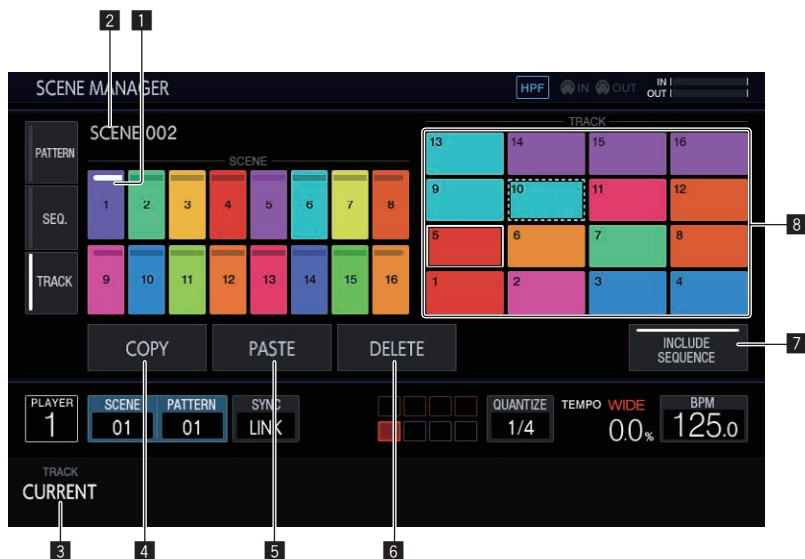 2 1
SCENE MANAGER HPF IN OUT IN
OUT
SCENE 002 TRACK
PATTERN SCENE 13 14 15 16
1 2 3 4 5 6 7 8 9 10 11 12
SEQ. 8
5 6 7 8
TRACK 9 10 11 12 13 14 15 16 1 2 3 4
COPY PASTE DELETE INCLUDE
SEQUENCE 7
PLAYER SCENE PATTERN SYNC QUANTIZE TEMPO WIDE BPM
1 01 01 LINK 1/4 0.0% 125.0
TRACK
CURRENT
3 4 5 6